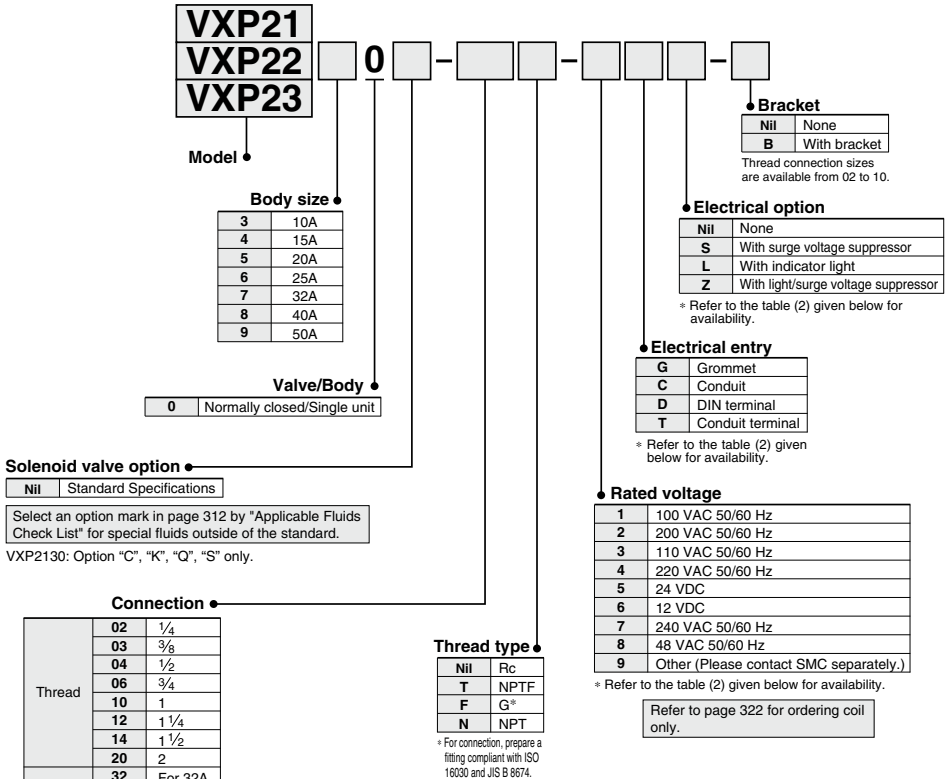 VXP21
VXP22 0 – – –
VXP23
Model
Bracket
Nil None
B With bracket
Thread connection sizes
are available from 02 to 10.
Body size
3 10A
4 15A
5 20A
6 25A
7 32A
8 40A
9 50A
Electrical option
Nil None
S With surge voltage suppressor
L With indicator light
Z With light/surge voltage suppressor
* Refer to the table (2) given below for
availability.
Valve/Body
0 Normally closed/Single unit
Electrical entry
G Grommet
C Conduit
D DIN terminal
T Conduit terminal
* Refer to the table (2) given
below for availability.
Solenoid valve option
Nil Standard Specifications
Select an option mark in page 312 by "Applicable Fluids
Check List" for special fluids outside of the standard.
VXP2130: Option “C”, “K”, “Q”, “S” only.
Rated voltage
1 100 VAC 50/60 Hz
2 200 VAC 50/60 Hz
3 110 VAC 50/60 Hz
4 220 VAC 50/60 Hz
5 24 VDC
6 12 VDC
7 240 VAC 50/60 Hz
8 48 VAC 50/60 Hz
9 Other (Please contact SMC separately.)
* Refer to the table (2) given below for availability.
Refer to page 322 for ordering coil
only.
Connection
Thread
02 1/4
03 3/8
04 1/2
06 3/4
10 1
12 1 1/4
14 1 1/2
20 2
32 For 32A
Thread type
Nil Rc
T NPTF
F G*
N NPT
* For connection, prepare a
fitting compliant with ISO
16030 and JIS B 8674.